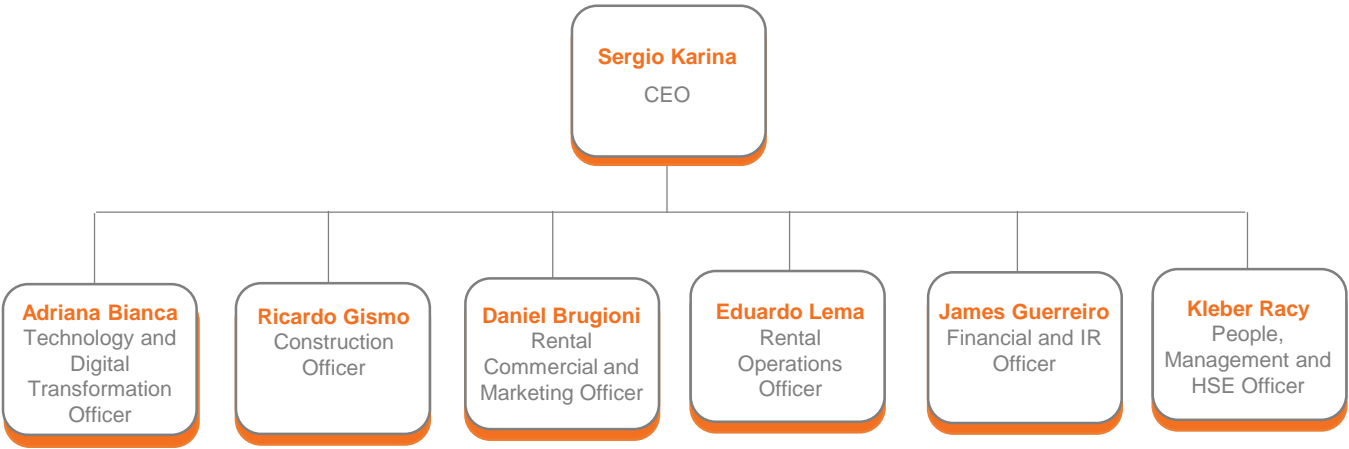 Sergio Karina
CEO
Adriana Bianca
Technology and
Digital
Transformation
Officer
Ricardo Gismo
Construction
Officer
Daniel Brugioni
Rental
Commercial and
Marketing Officer
Eduardo Lema
Rental
Operations
Officer
James Guerreiro
Financial and IR
Officer
Kleber Racy
People,
Management and
HSE Officer